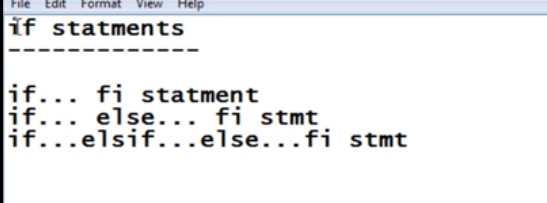 File Edit Format View Help
if statments
-------------
if... fi statment
if... else... fi stmt
if...elsif...else...fi stmt